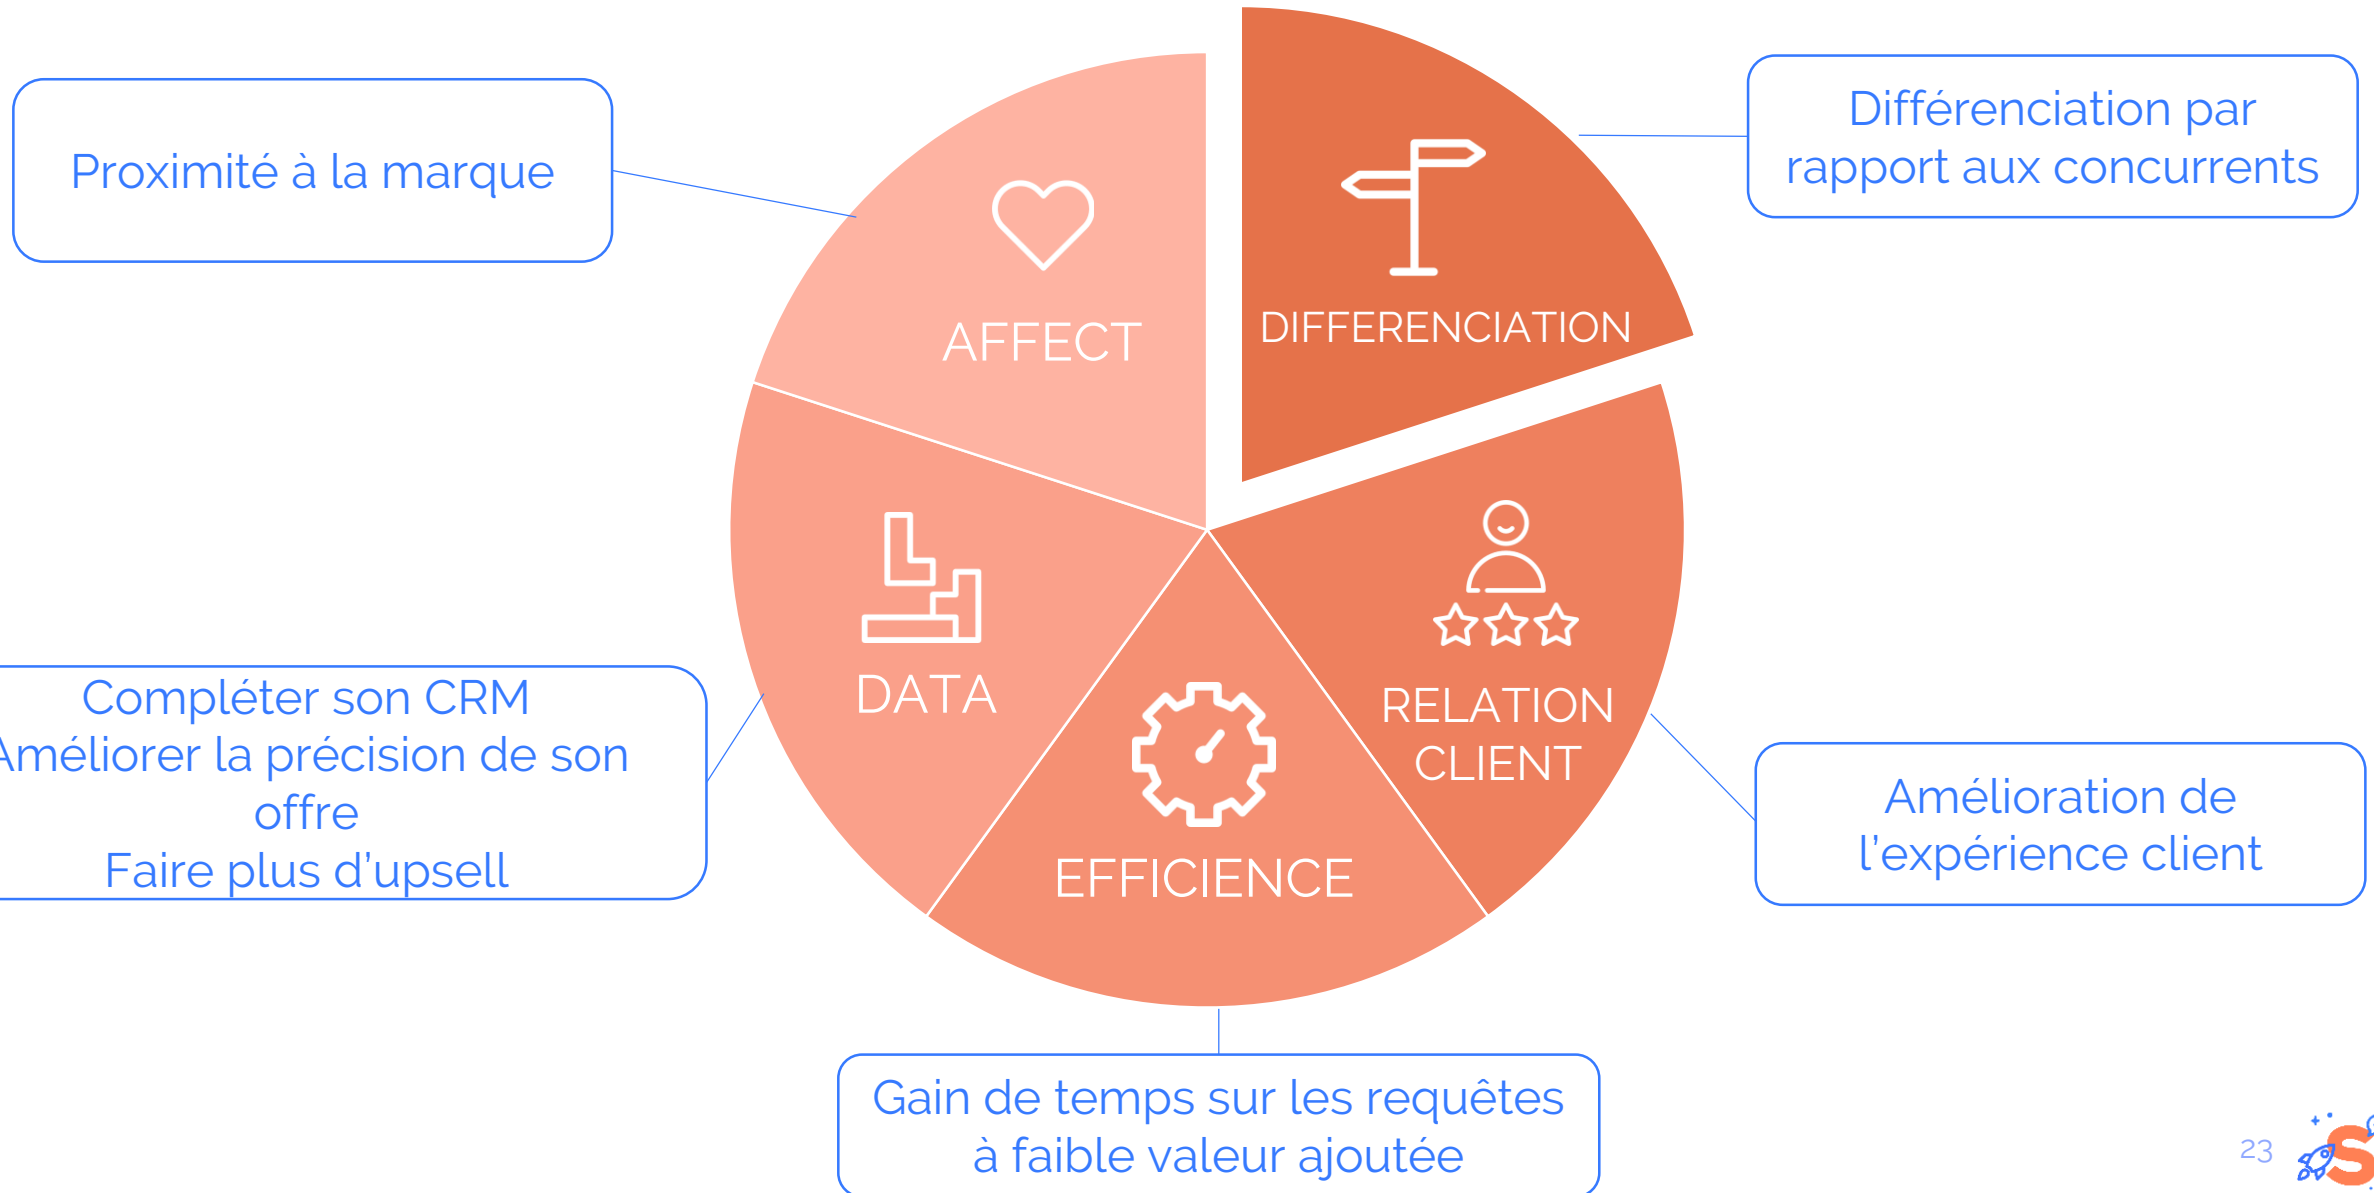 Proximité à la marque
Différenciation par
rapport aux concurrents
AFFECT
DIFFERENCIATION
DATA
RELATION
CLIENT
EFFICIENCE
Compléter son CRM
Améliorer la précision de son
offre
Faire plus d’upsell
Amélioration de
l’expérience client
Gain de temps sur les requêtes
à faible valeur ajoutée
23
S